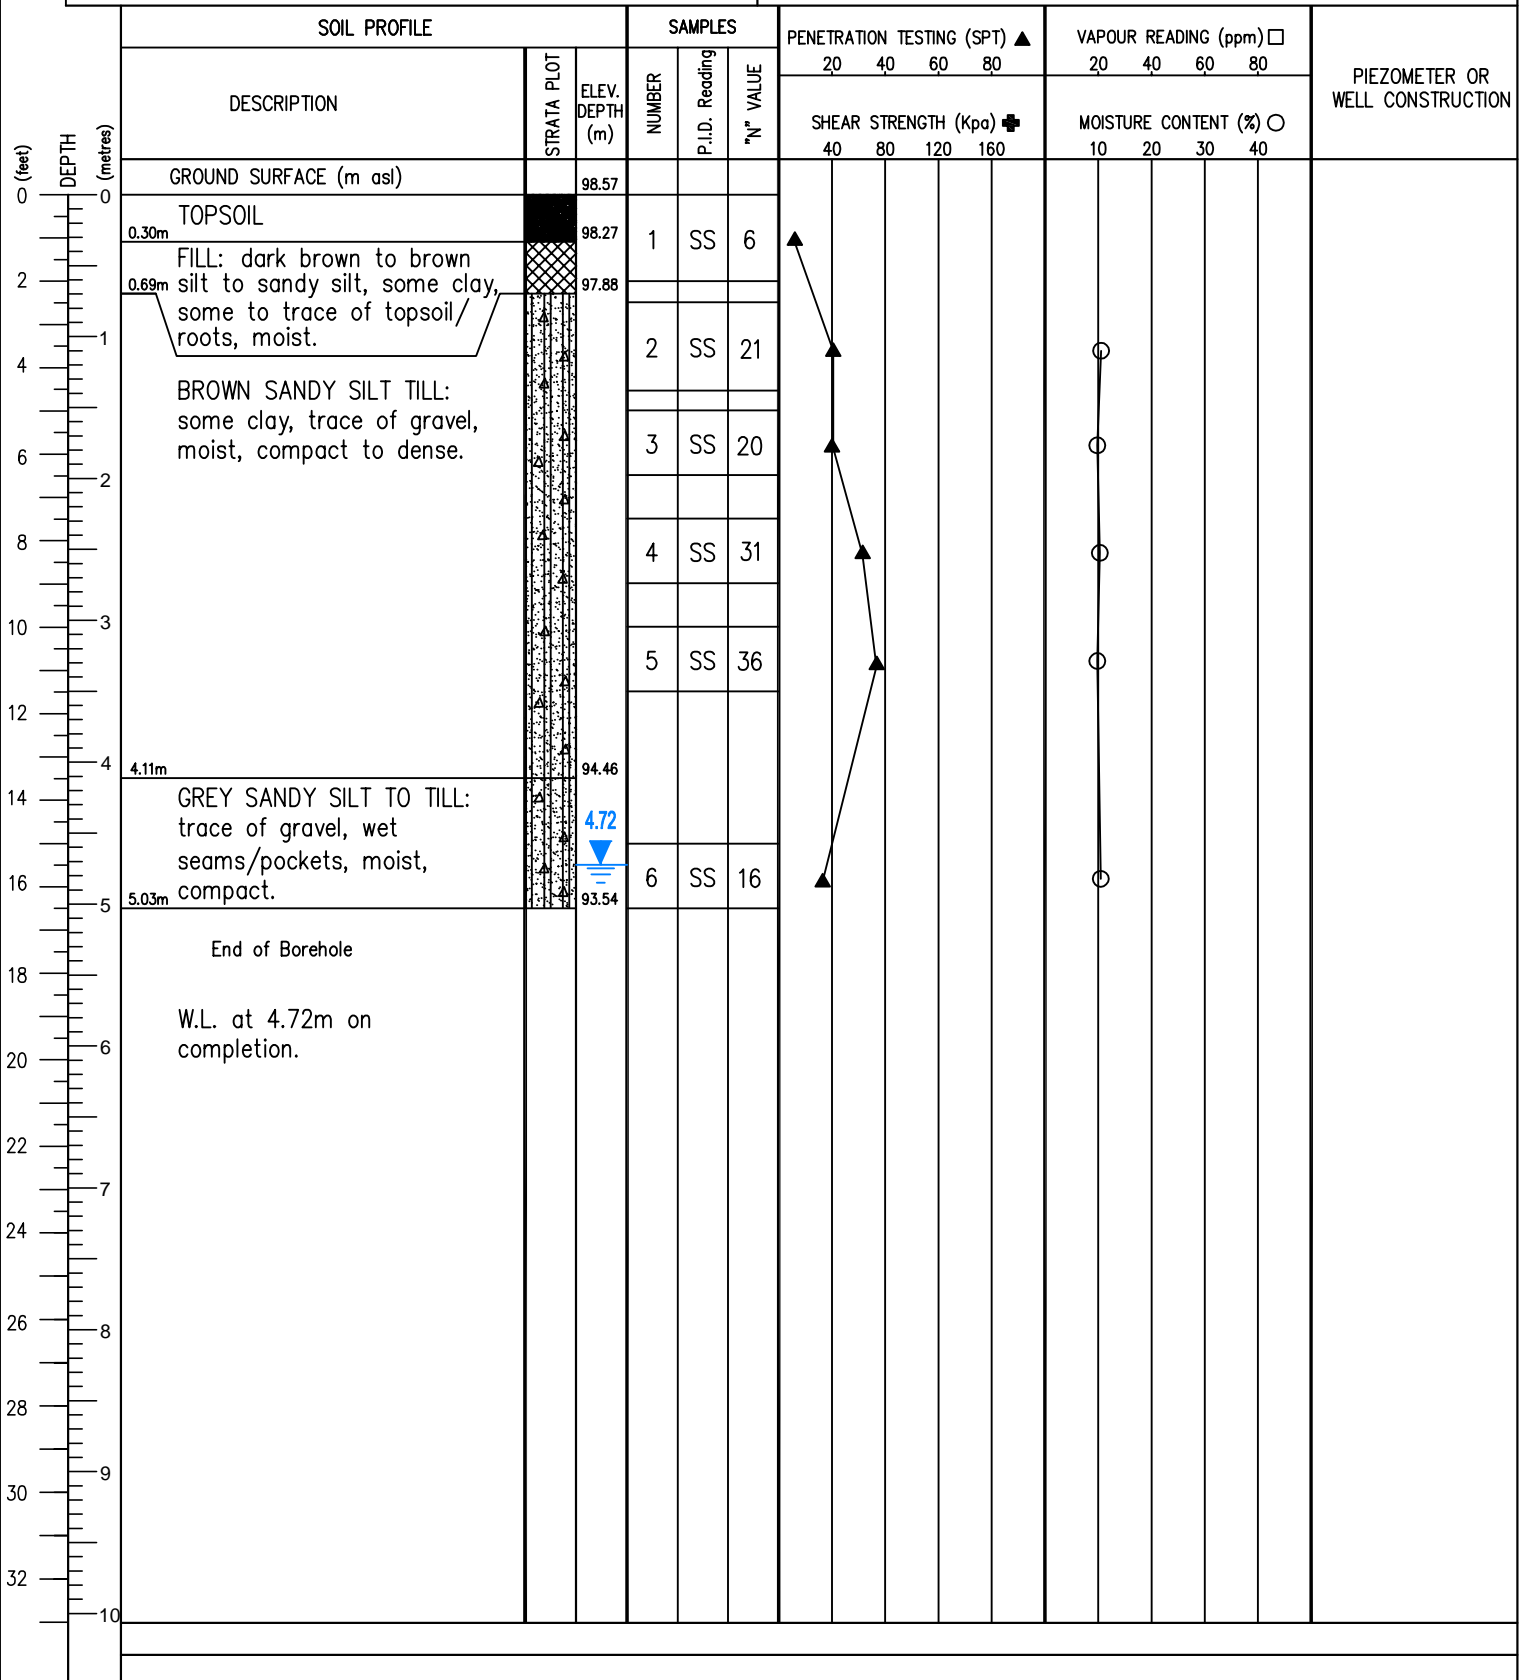 SOIL PROFILE
SAMPLES
PENETRATION TESTING (SPT)
20 40 60 80
VAPOUR READING (ppm)
20 40 60 80
PIEZOMETER OR
WELL CONSTRUCTION
DESCRIPTION
STRATA PLOT
ELEV.
DEPTH
(m)
NUMBER
P.I.D. Reading
"N" VALUE
SHEAR STRENGTH (Kpa)
40 80 120 160
MOISTURE CONTENT (%)
10 20 30 40
(feet)
DEPTH
(metres)
GROUND SURFACE (m asl)
98.57
0 0
TOPSOIL
0.30m
98.27
1 SS 6
FILL: dark brown to brown
silt to sandy silt, some clay,
some to trace of topsoil/
roots, moist.
2
0.69m
97.88
1
2 SS 21
4
BROWN SANDY SILT TILL:
some clay, trace of gravel,
moist, compact to dense.
3 SS 20
6
2
8
4 SS 31
3
10
5 SS 36
12
4
4.11m
94.46
14
GREY SANDY SILT TO TILL:
trace of gravel, wet
seams/pockets, moist,
compact.
4.72
6 SS 16
16
5.03m
93.54
5
End of Borehole
18
W.L. at 4.72m on
completion.
6
20
22
7
24
26
8
28
9
30
32
10